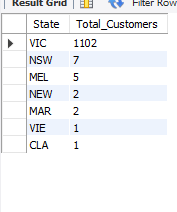 Result Grid Filter Row
State Total_Customers
VIC 1102
NSW 7
MEL 5
NEW 2
MAR 2
VIE 1
CLA 1